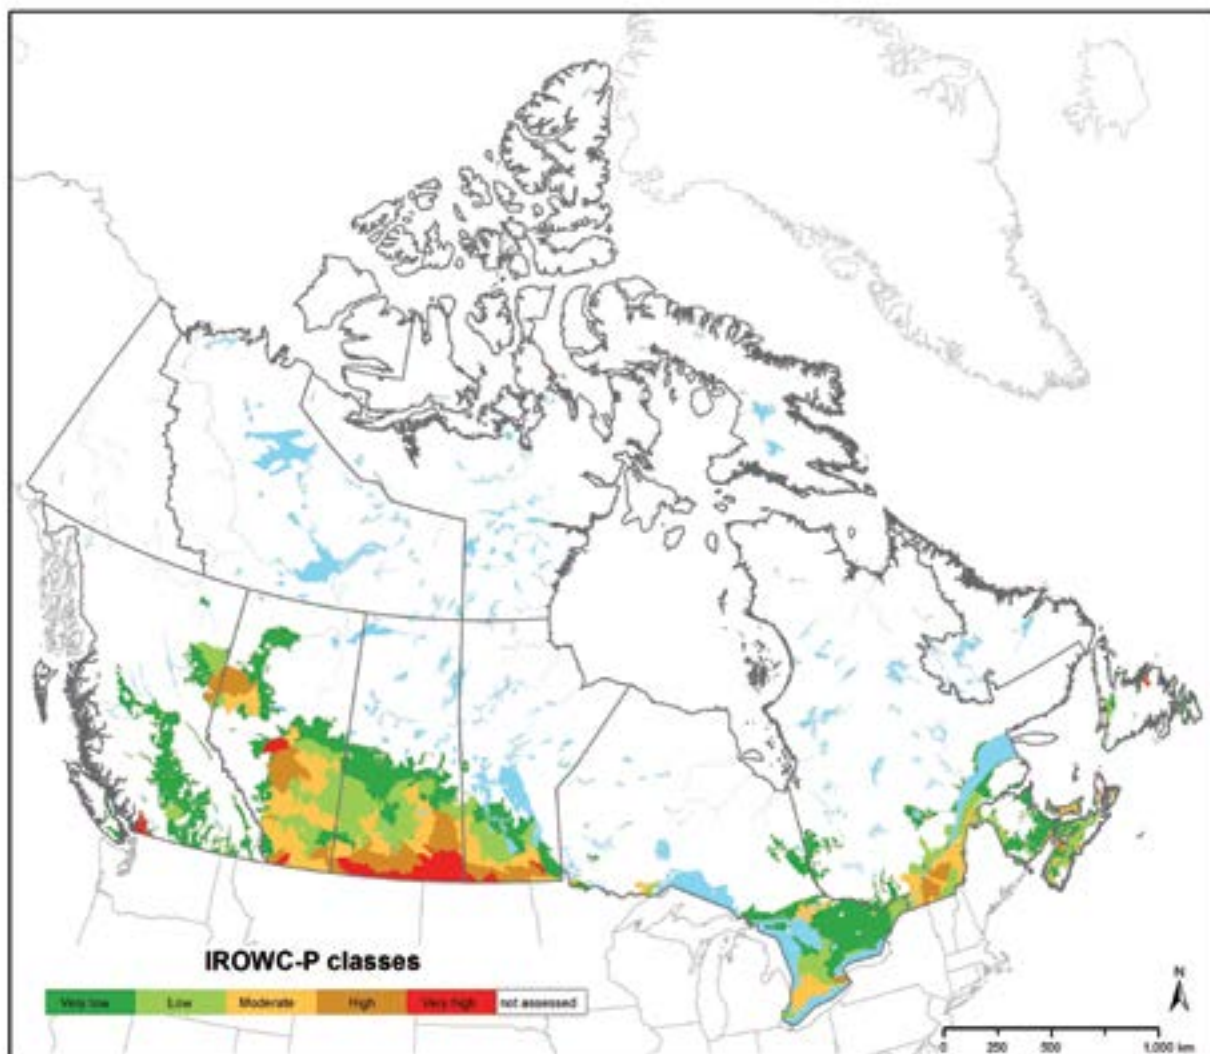 IROWC-P classes
Very low Low Moderate High Very high not assessed
N
0 250 500 1,000 km